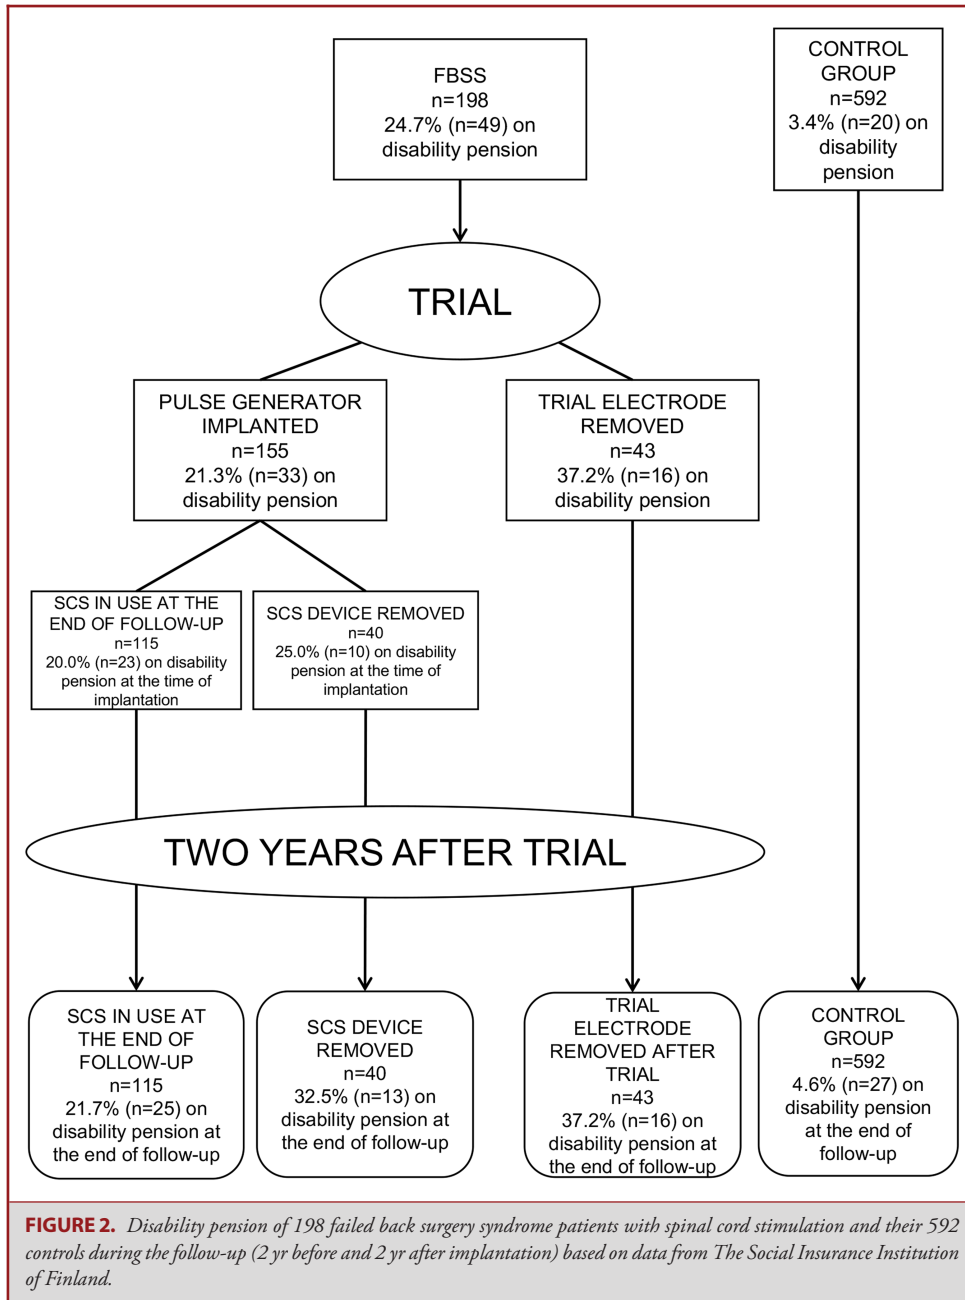 FBSS
n=198
24.7% (n=49) on
disability pension
CONTROL
GROUP
n=592
3.4% (n=20) on
disability
pension
TRIAL
PULSE GENERATOR
IMPLANTED
n=155
21.3% (n=33) on
disability pension
TRIAL ELECTRODE
REMOVED
n=43
37.2% (n=16) on
disability pension
SCS IN USE AT THE
END OF FOLLOW-UP
n=115
20.0% (n=23) on disability
pension at the time of
implantation
SCS DEVICE REMOVED
n=40
25.0% (n=10) on disability
pension at the time of
implantation
TWO YEARS AFTER TRIAL
SCS IN USE AT
THE END OF
FOLLOW-UP
n=115
21.7% (n=25) on
disability pension at
the end of follow-up
SCS DEVICE
REMOVED
n=40
32.5% (n=13) on
disability pension at
the end of follow-up
TRIAL
ELECTRODE
REMOVED AFTER
TRIAL
n=43
37.2% (n=16) on
disability pension at
the end of follow-up
CONTROL
GROUP
n=592
4.6% (n=27) on
disability pension
at the end of
follow-up
FIGURE 2. Disability pension of 198 failed back surgery syndrome patients with spinal cord stimulation and their 592
controls during the follow-up (2 yr before and 2 yr after implantation) based on data from The Social Insurance Institution
of Finland.